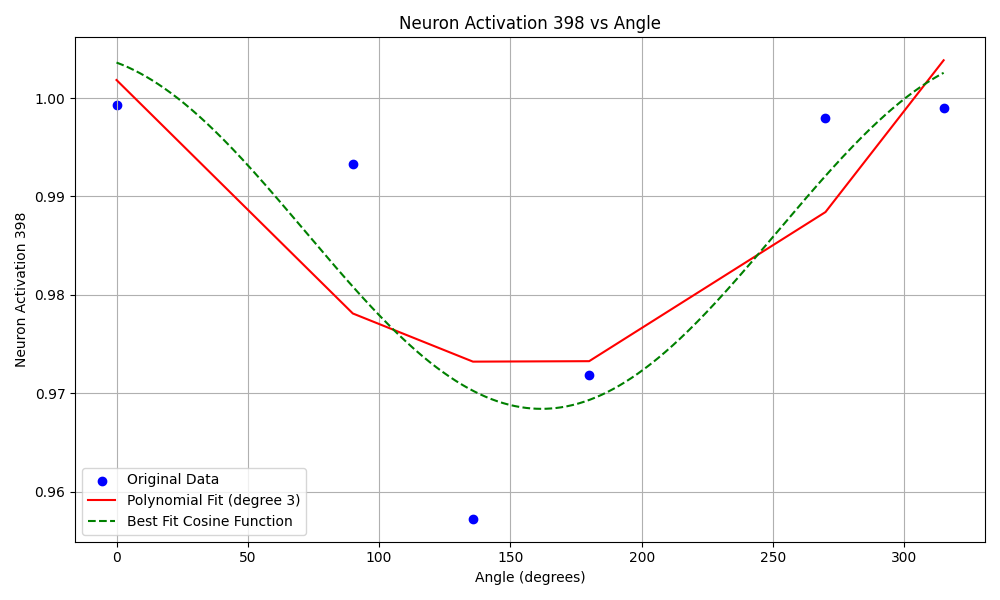 Neuron Activation 398 vs Angle
1.00
0.99
0.98
0.97
0.96
Neuron Activation 398
Original Data
Polynomial Fit (degree 3)
Best Fit Cosine Function
0 50 100 150 200 250 300
Angle (degrees)